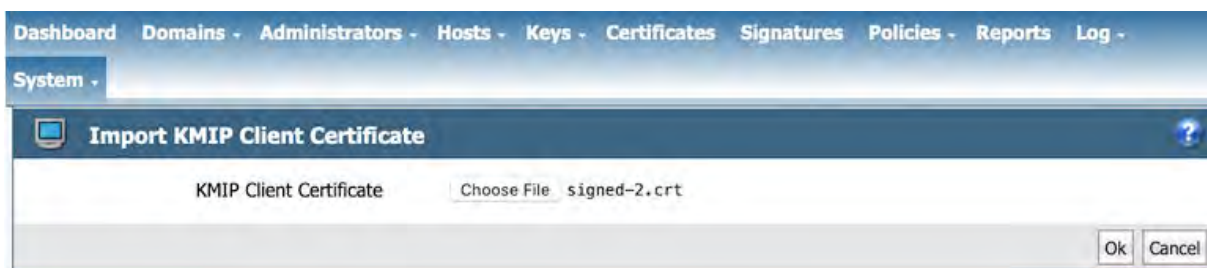 Dashboard Domains - Administrators - Hosts - Keys - Certificates Signatures Policies - Reports Log -
System -
Import KMIP Client Certificate ?
KMIP Client Certificate Choose File signed-2.crt
Ok Cancel